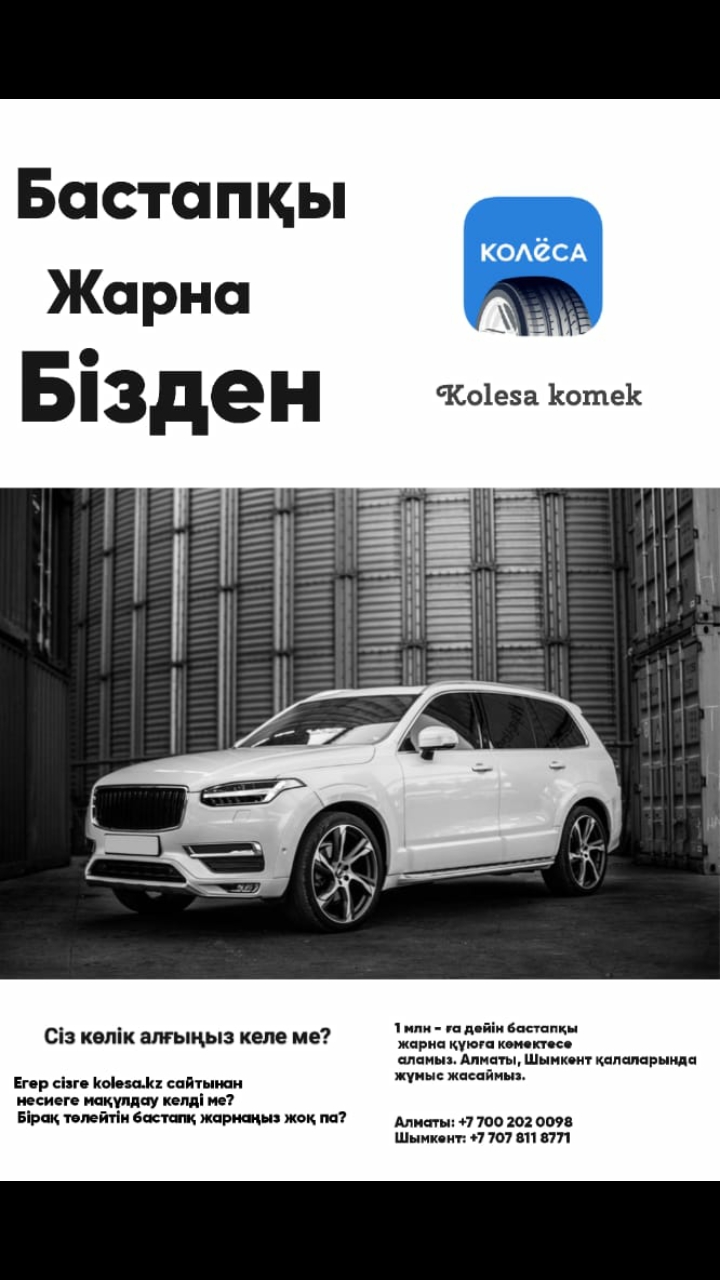 Бастапқы
Жарна
Бізден
КОЛЁСА
Kolesa komek
Сіз көлік алғыңыз келе ме?
Егер сізге kolesa.kz сайтынан
несиеге мақұлдау келді ме?
Бірақ төлейтін бастапқ жарнаңыз жоқ па?
1 млн - ға дейін бастапқы
жарна құюға көмектесе
аламыз. Алматы, Шымкент қалаларында
жұмыс жасаймыз.
Алматы: +7 700 202 0098
Шымкент: +7 707 811 8771